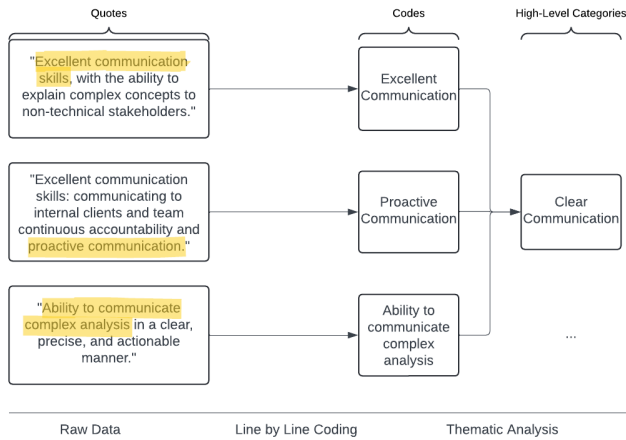 Quotes
Codes
High-Level Categories
"Excellent communication
skills, with the ability to
explain complex concepts to
non-technical stakeholders."
Excellent
Communication
"Excellent communication
skills: communicating to
internal clients and team
continuous accountability and
proactive communication."
Proactive
Communication
Clear
Communication
"Ability to communicate
complex analysis in a clear,
precise, and actionable
manner."
Ability to
communicate
complex
analysis
...
Raw Data
Line by Line Coding
Thematic Analysis